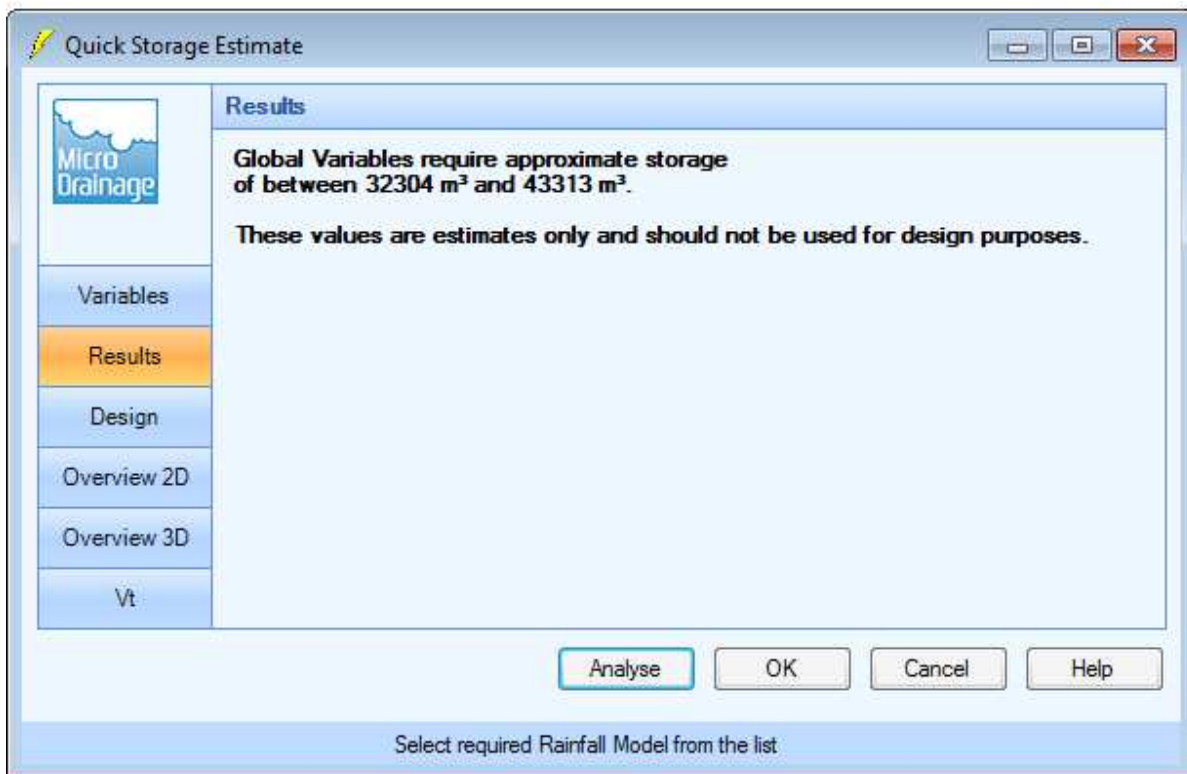 Quick Storage Estimate
Micro
Drainage
Variables
Results
Design
Overview 2D
Overview 3D
Vt
Results
Global Variables require approximate storage
of between 32304 m³ and 43313 m³.
These values are estimates only and should not be used for design purposes.
Analyse
OK
Cancel
Help
Select required Rainfall Model from the list